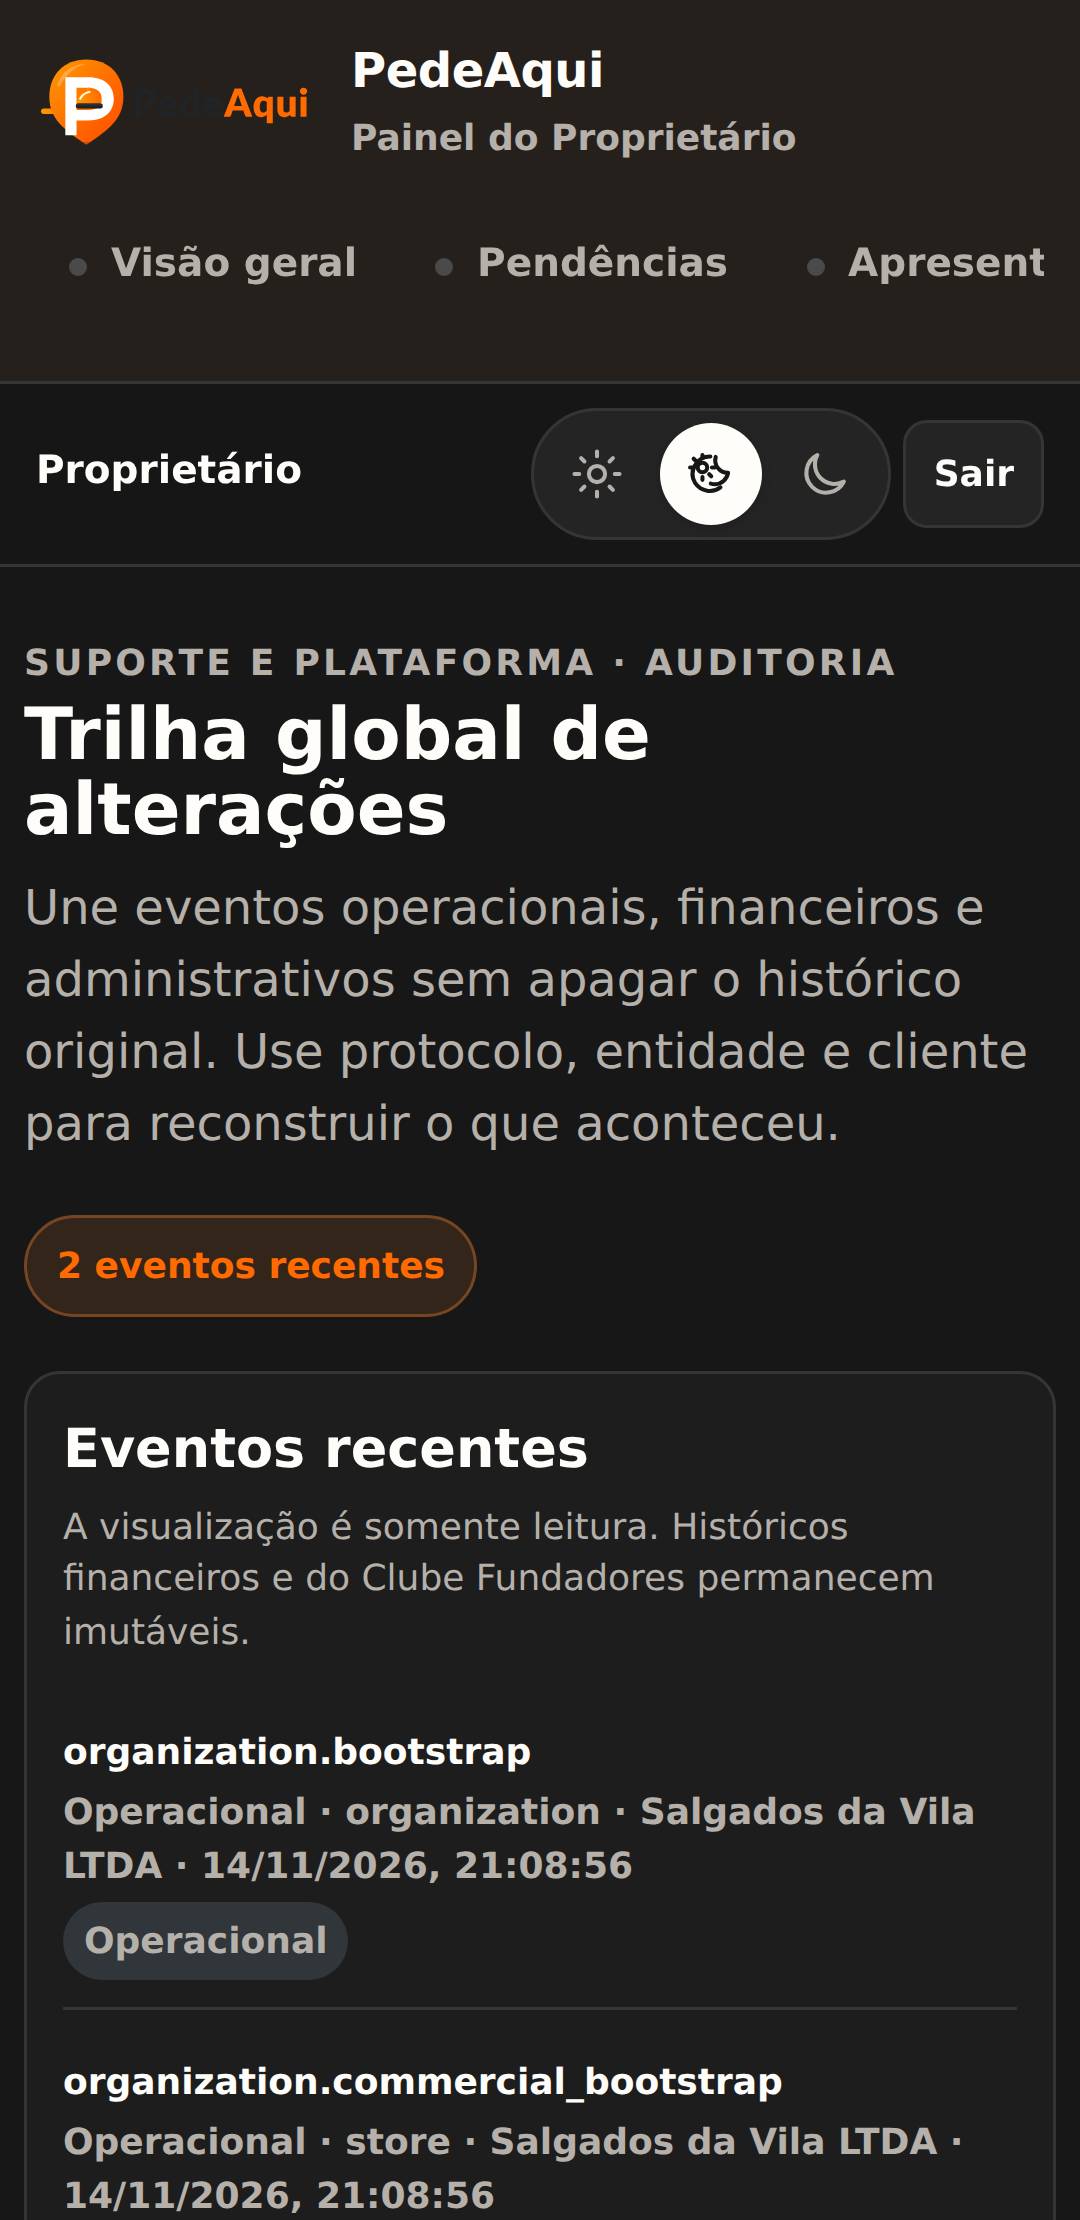 PedeAqui
PedeAqui
Painel do Proprietário
Visão geral
Pendências
Apresent
Proprietário
Sair
SUPORTE E PLATAFORMA · AUDITORIA
Trilha global de
alterações
Une eventos operacionais, financeiros e
administrativos sem apagar o histórico
original. Use protocolo, entidade e cliente
para reconstruir o que aconteceu.
2 eventos recentes
Eventos recentes
A visualização é somente leitura. Históricos
financeiros e do Clube Fundadores permanecem
imutáveis.
organization.bootstrap
Operacional · organization · Salgados da Vila
LTDA · 14/11/2026, 21:08:56
Operacional
organization.commercial_bootstrap
Operacional · store · Salgados da Vila LTDA ·
14/11/2026, 21:08:56